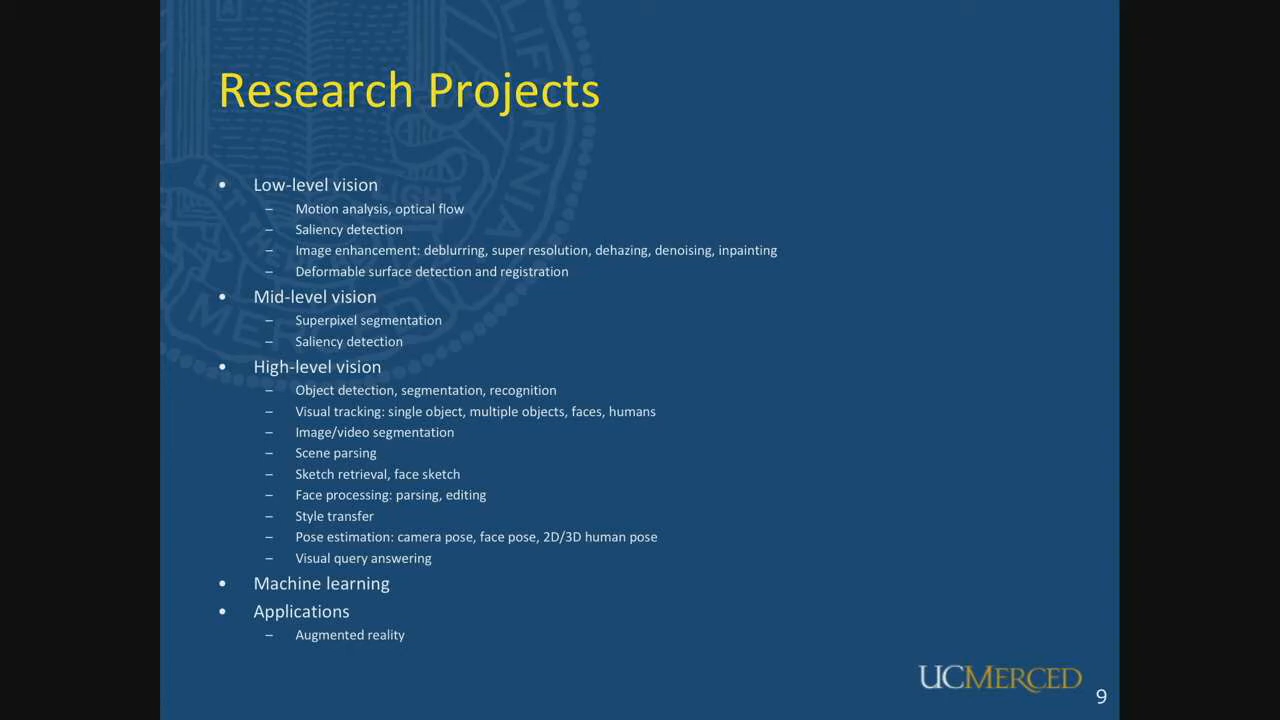 Research Projects
• Low-level vision
– Motion analysis, optical flow
– Saliency detection
– Image enhancement: deblurring, super resolution, dehazing, denoising, inpainting
– Deformable surface detection and registration
• Mid-level vision
– Superpixel segmentation
– Saliency detection
• High-level vision
– Object detection, segmentation, recognition
– Visual tracking: single object, multiple objects, faces, humans
– Image/video segmentation
– Scene parsing
– Sketch retrieval, face sketch
– Face processing: parsing, editing
– Style transfer
– Pose estimation: camera pose, face pose, 2D/3D human pose
– Visual query answering
• Machine learning
• Applications
– Augmented reality
UCMERCED
9